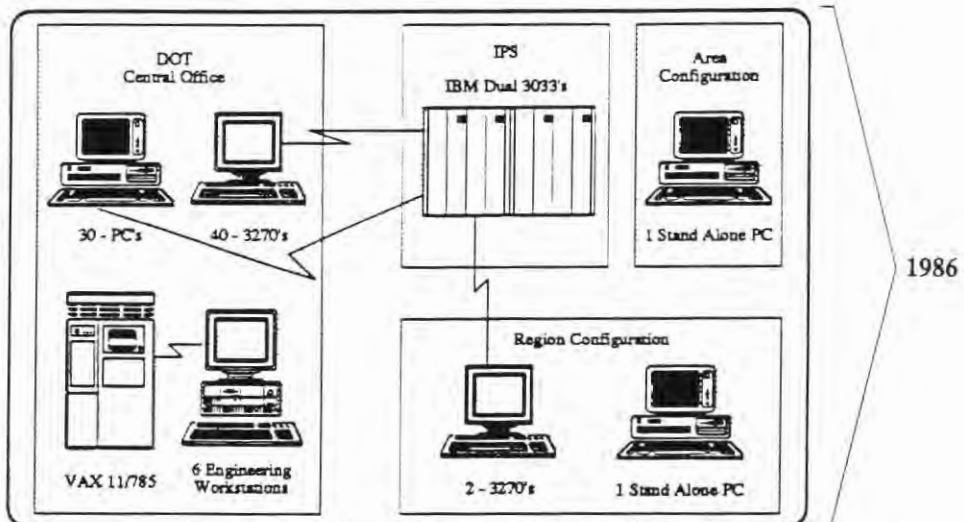 DOT
Central Office
30 - PC's
40 - 3270's
VAX 11/785
6 Engineering
Workstations
IPS
IBM Dual 3033's
Area
Configuration
1 Stand Alone PC
Region Configuration
2 - 3270's
1 Stand Alone PC
1986